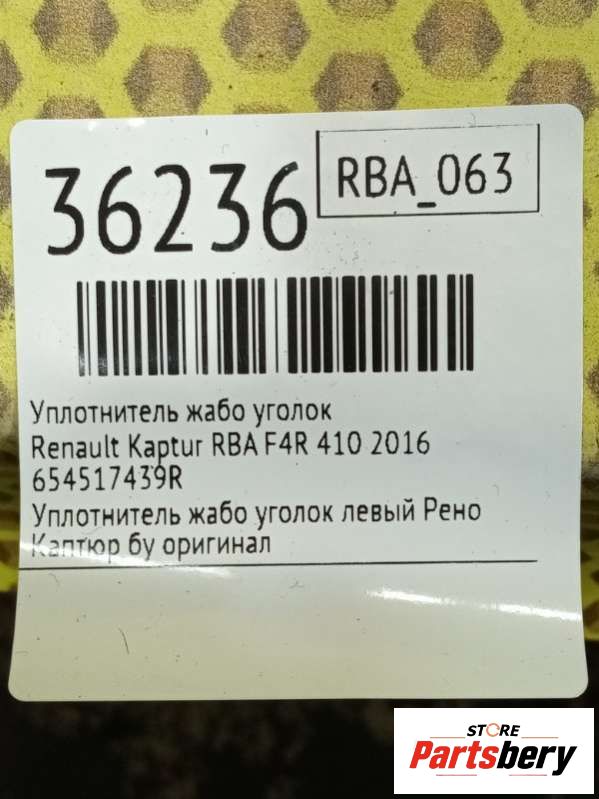 36236
RBA_063
Уплотнитель жабо уголок
Renault Kaptur RBA F4R 410 2016
654517439R
Уплотнитель жабо уголок левый Рено
Каптюр бу оригинал
STORE
Partsbery